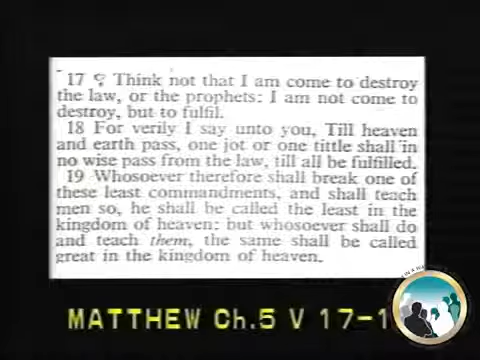 17 ¶ Think not that I am come to destroy
the law, or the prophets: I am not come to
destroy, but to fulfil.
18 For verily I say unto you, Till heaven
and earth pass, one jot or one tittle shall in
no wise pass from the law, till all be fulfilled.
19 Whosoever therefore shall break one of
these least commandments, and shall teach
men so, he shall be called the least in the
kingdom of heaven: but whosoever shall do
and teach them, the same shall be called
great in the kingdom of heaven.
MATTHEW Ch.5 V 17-1